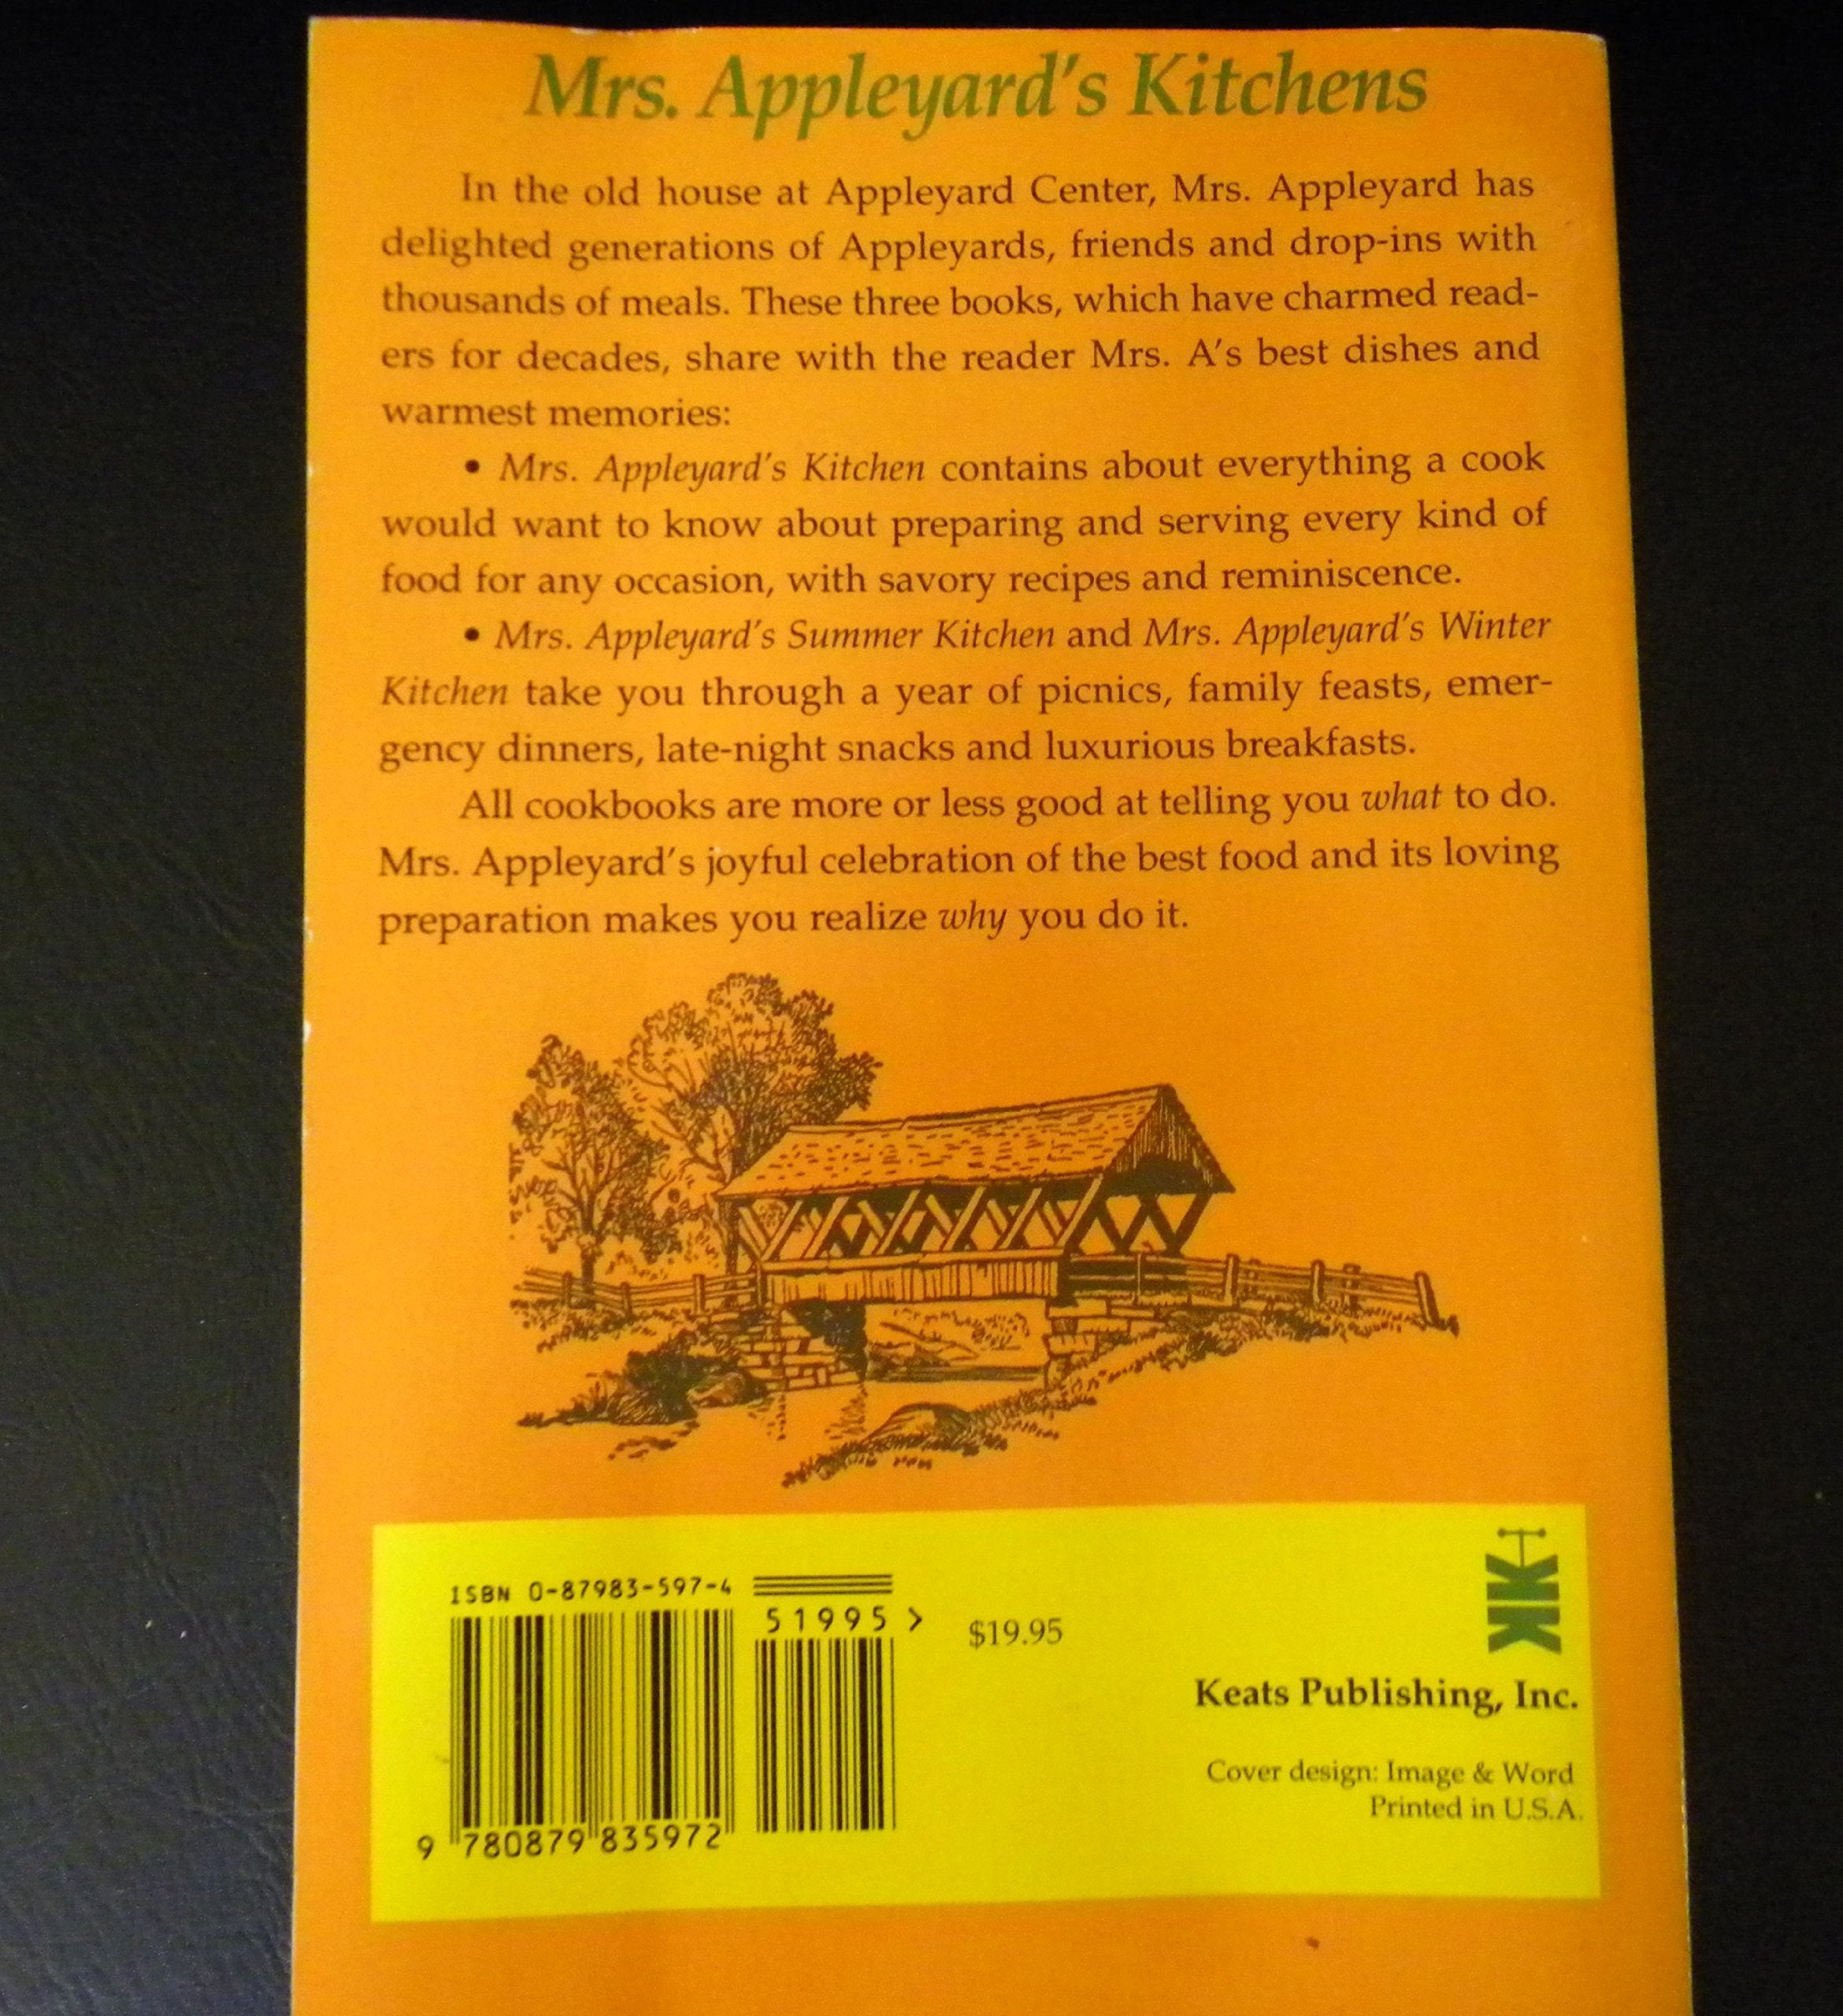 Mrs. Appleyard's Kitchens
In the old house at Appleyard Center, Mrs. Appleyard has
delighted generations of Appleyards, friends and drop-ins with
thousands of meals. These three books, which have charmed read-
ers for decades, share with the reader Mrs. A's best dishes and
warmest memories:
• Mrs. Appleyard's Kitchen contains about everything a cook
would want to know about preparing and serving every kind of
food for any occasion, with savory recipes and reminiscence.
• Mrs. Appleyard's Summer Kitchen and Mrs. Appleyard's Winter
Kitchen take you through a year of picnics, family feasts, emer-
gency dinners, late-night snacks and luxurious breakfasts.
All cookbooks are more or less good at telling you what to do.
Mrs. Appleyard's joyful celebration of the best food and its loving
preparation makes you realize why you do it.
ISBN 0-87983-597-4
51995 >
$19.95
9 780879 835972
KK
Keats Publishing, Inc.
Cover design: Image & Word
Printed in U.S.A.